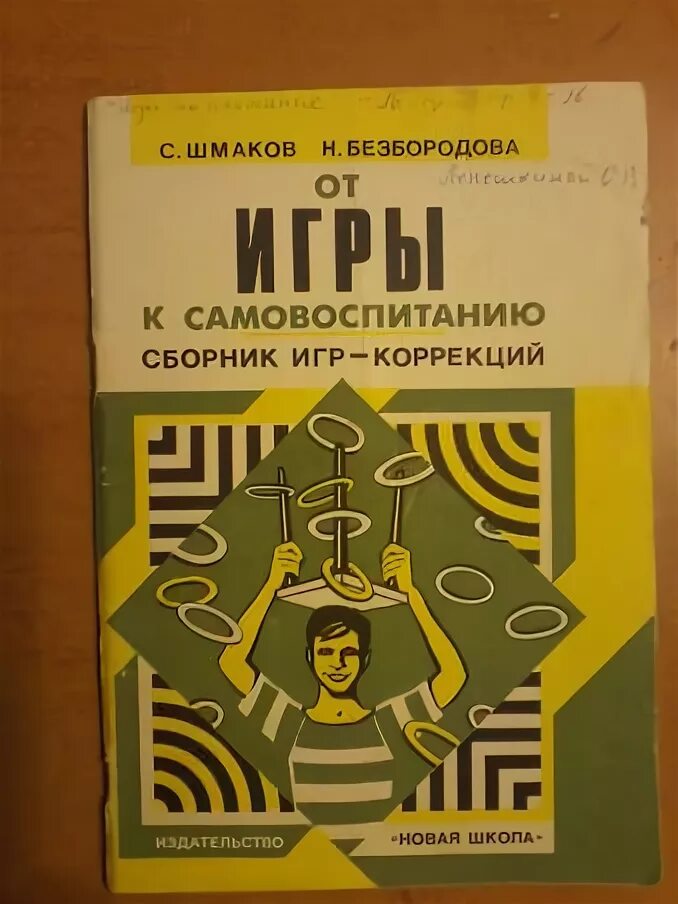 С. ШМАКОВ Н. БЕЗБОРОДОВА
ОТ
ИГРЫ
К САМОВОСПИТАНИЮ
СБОРНИК ИГР–КОРРЕКЦИЙ
ИЗДАТЕЛЬСТВО «НОВАЯ ШКОЛА»